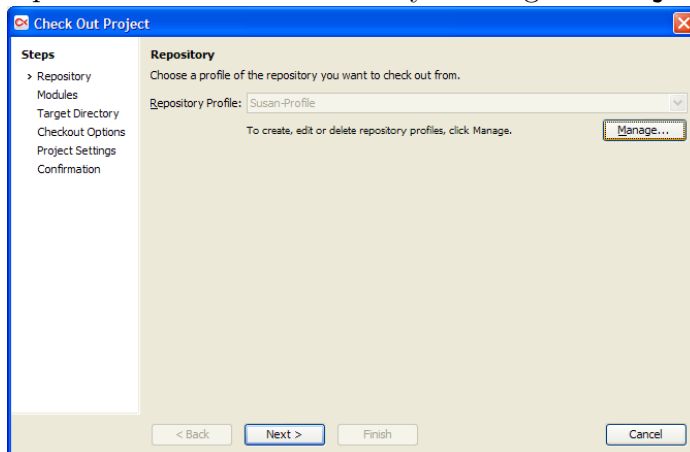 Check Out Project
Steps
> Repository
Modules
Target Directory
Checkout Options
Project Settings
Confirmation
Repository
Choose a profile of the repository you want to check out from.
Repository Profile: Susan-Profile
To create, edit or delete repository profiles, click Manage.
Manage...
< Back
Next >
Finish
Cancel